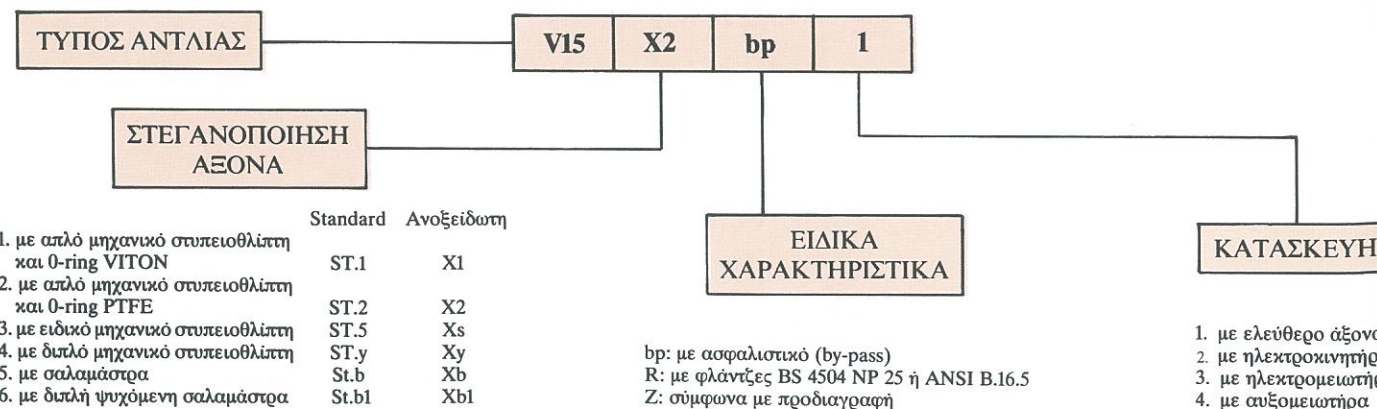 ΤΥΠΟΣ ΑΝΤΛΙΑΣ
V15 X2 bp 1
ΣΤΕΓΑΝΟΠΟΙΗΣΗ
ΑΞΟΝΑ
Standard Ανοξείδωτη
1. με απλό μηχανικό στυπειοθλίπτη
και 0-ring VITON ST.1 X1
2. με απλό μηχανικό στυπειοθλίπτη
και 0-ring PTFE ST.2 X2
3. με ειδικό μηχανικό στυπειοθλίπτη ST.5 Xs
4. με διπλό μηχανικό στυπειοθλίπτη ST.y Xy
5. με σαλαμάστρα St.b Xb
6. με διπλή ψυχόμενη σαλαμάστρα St.b1 Xb1
ΕΙΔΙΚΑ
ΧΑΡΑΚΤΗΡΙΣΤΙΚΑ
bp: με ασφαλιστικό (by-pass)
R: με φλάντζες BS 4504 NP 25 ή ANSI B.16.5
Z: σύμφωνα με προδιαγραφή
ΚΑΤΑΣΚΕΥΗ
1. με ελεύθερο άξονα
2. με ηλεκτροκινητήρ
3. με ηλεκτρομειωτήρ
4. με αυξομειωτήρα